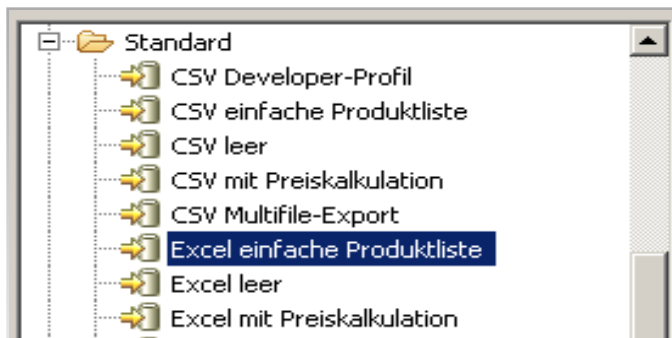 Standard
CSV Developer-Profil
CSV einfache Produktliste
CSV leer
CSV mit Preiskalkulation
CSV Multifile-Export
Excel einfache Produktliste
Excel leer
Excel mit Preiskalkulation